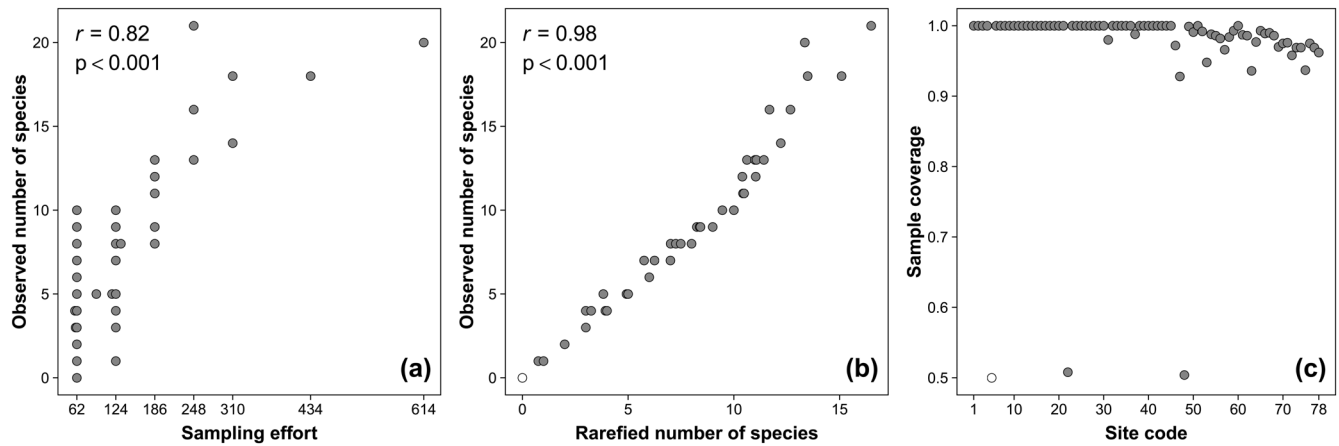 r = 0.82
p < 0.001
20
15
10
5
0
Observed number of species
62 124 186 248 310 434 614
Sampling effort
(a)
r = 0.98
p < 0.001
20
15
10
5
0
Observed number of species
0 5 10 15
Rarefied number of species
(b)
1.0
0.9
0.8
0.7
0.6
0.5
Sample coverage
1 10 20 30 40 50 60 70 78
Site code
(c)